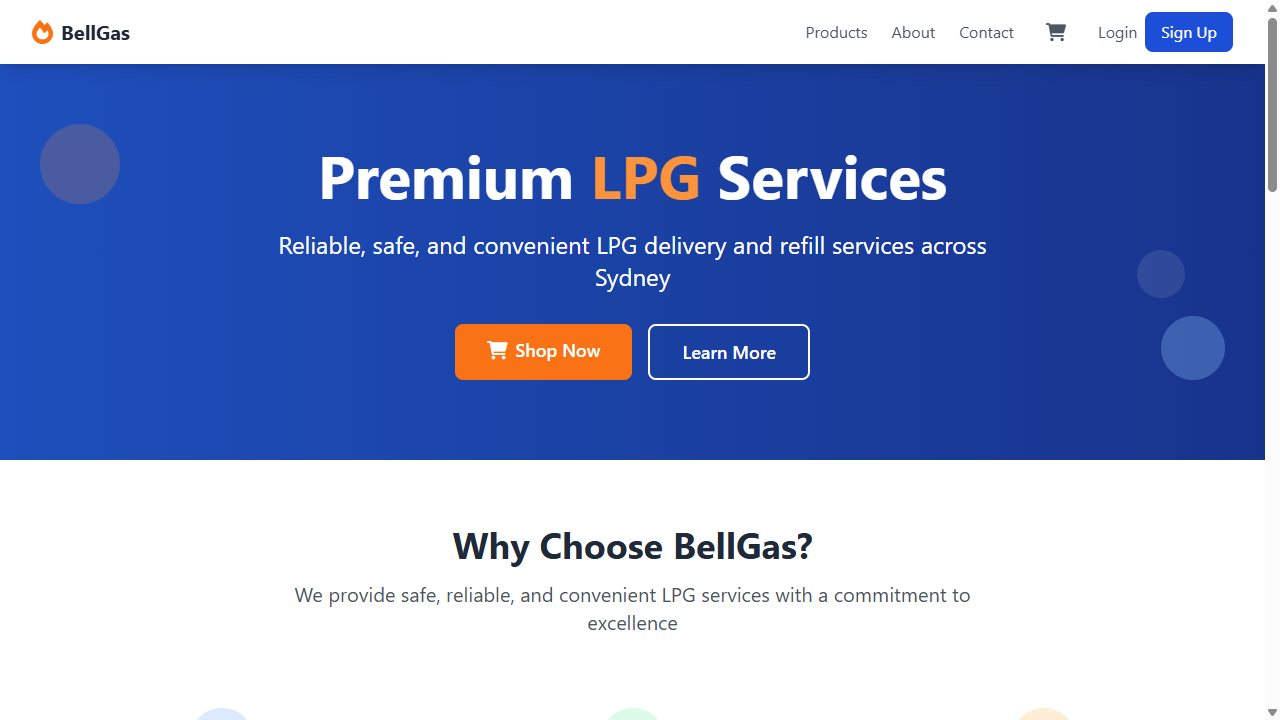 BellGas
Products
About
Contact
Login
Sign Up
Premium LPG Services
Reliable, safe, and convenient LPG delivery and refill services across
Sydney
Shop Now
Learn More
Why Choose BellGas?
We provide safe, reliable, and convenient LPG services with a commitment to
excellence